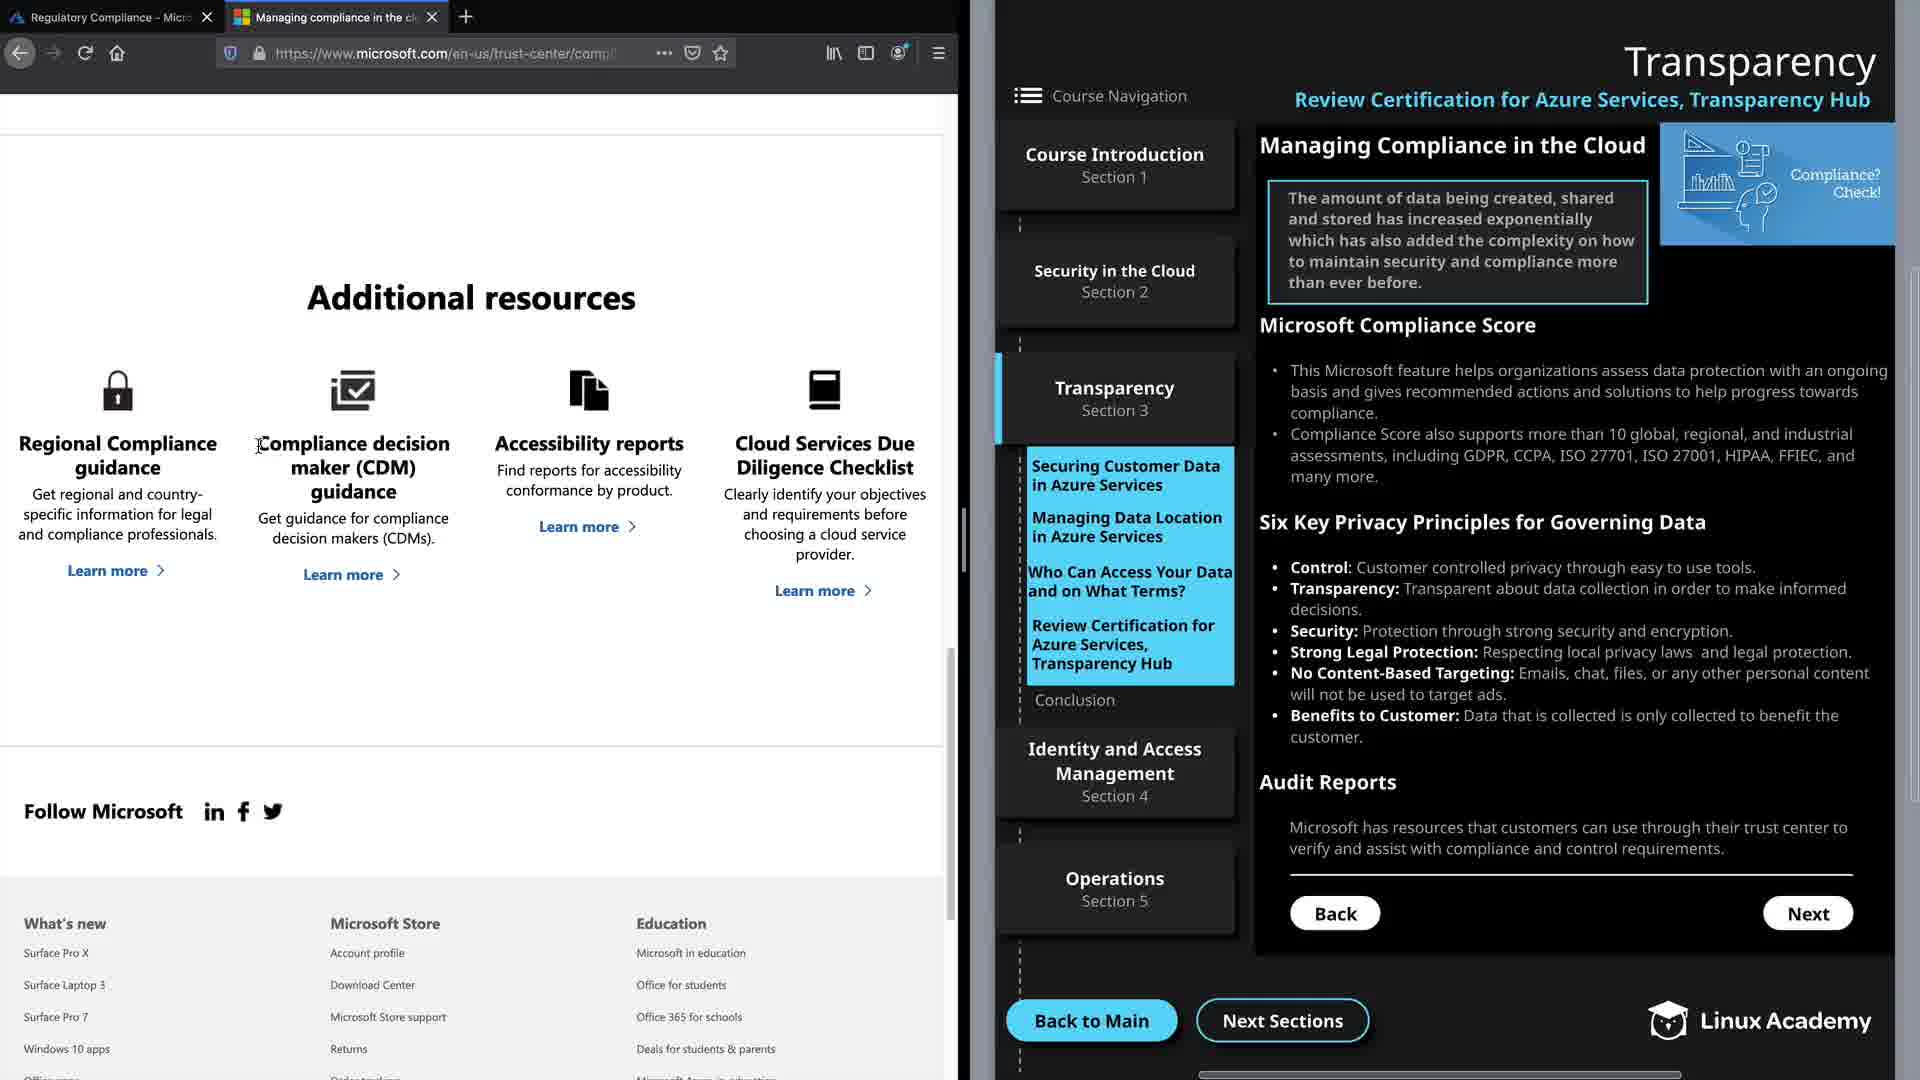 Regulatory Compliance – Micro
Managing compliance in the cl
https://www.microsoft.com/en-us/trust-center/compl
Additional resources
Regional Compliance
guidance
Get regional and country-
specific information for legal
and compliance professionals.
Learn more
Compliance decision
maker (CDM)
guidance
Get guidance for compliance
decision makers (CDMs).
Learn more
Accessibility reports
Find reports for accessibility
conformance by product.
Learn more
Cloud Services Due
Diligence Checklist
Clearly identify your objectives
and requirements before
choosing a cloud service
provider.
Learn more
Follow Microsoft
What's new
Surface Pro X
Surface Laptop 3
Surface Pro 7
Windows 10 apps
Microsoft Store
Account profile
Download Center
Microsoft Store support
Returns
Education
Microsoft in education
Office for students
Office 365 for schools
Deals for students & parents
Transparency
Review Certification for Azure Services, Transparency Hub
Course Navigation
Course Introduction
Section 1
Security in the Cloud
Section 2
Transparency
Section 3
Securing Customer Data
in Azure Services
Managing Data Location
in Azure Services
Who Can Access Your Data
and on What Terms?
Review Certification for
Azure Services,
Transparency Hub
Conclusion
Identity and Access
Management
Section 4
Operations
Section 5
Managing Compliance in the Cloud
Compliance?
Check!
The amount of data being created, shared
and stored has increased exponentially
which has also added the complexity on how
to maintain security and compliance more
than ever before.
Microsoft Compliance Score
• This Microsoft feature helps organizations assess data protection with an ongoing
basis and gives recommended actions and solutions to help progress towards
compliance.
• Compliance Score also supports more than 10 global, regional, and industrial
assessments, including GDPR, CCPA, ISO 27701, ISO 27001, HIPAA, FFIEC, and
many more.
Six Key Privacy Principles for Governing Data
• Control: Customer controlled privacy through easy to use tools.
• Transparency: Transparent about data collection in order to make informed
decisions.
• Security: Protection through strong security and encryption.
• Strong Legal Protection: Respecting local privacy laws and legal protection.
• No Content-Based Targeting: Emails, chat, files, or any other personal content
will not be used to target ads.
• Benefits to Customer: Data that is collected is only collected to benefit the
customer.
Audit Reports
Microsoft has resources that customers can use through their trust center to
verify and assist with compliance and control requirements.
Back
Next
Back to Main
Next Sections
Linux Academy